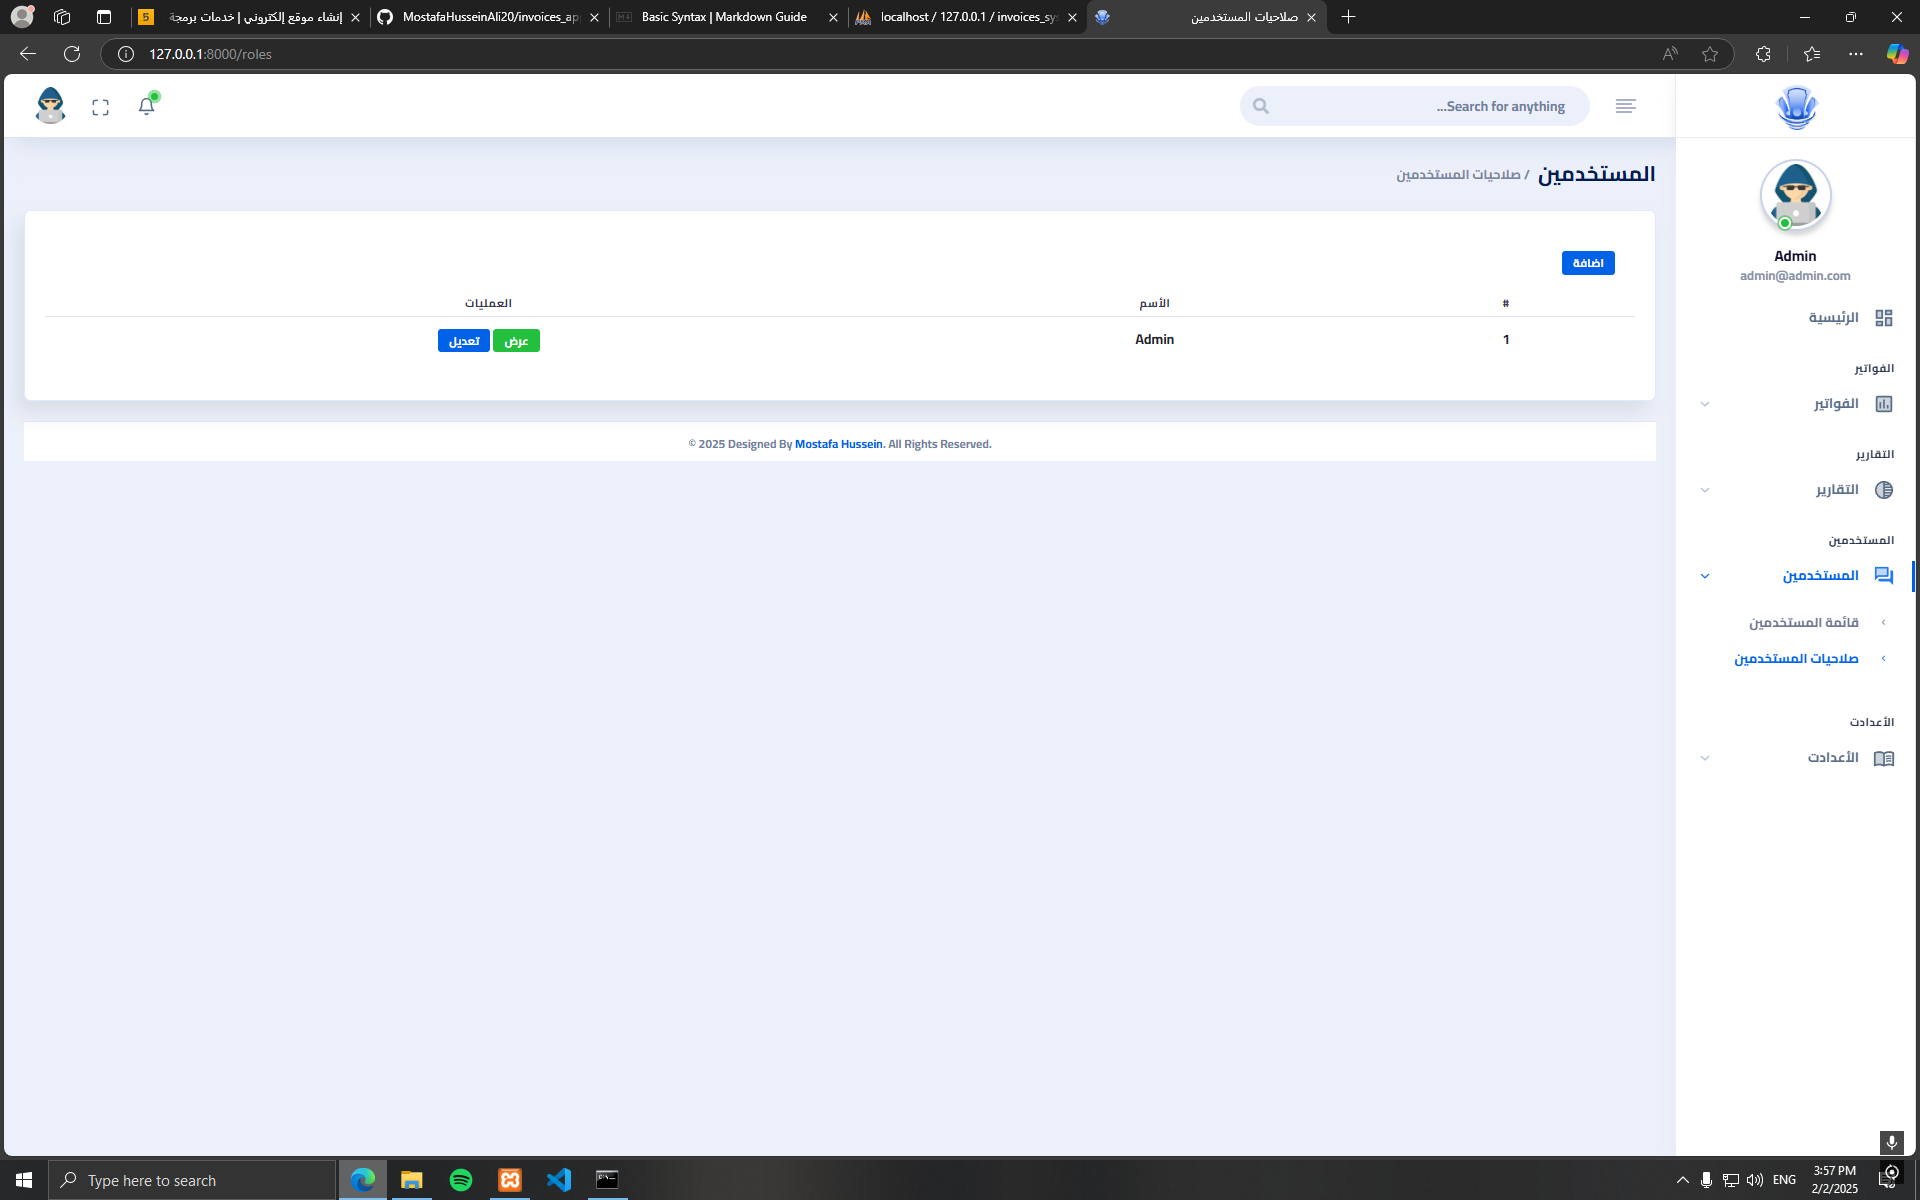 إنشاء موقع إلكتروني | خدمات برمجة
MostafaHusseinAli20/invoices_ap
Basic Syntax | Markdown Guide
localhost / 127.0.0.1 / invoices_sys
صلاحيات المستخدمين
127.0.0.1:8000/roles
Search for anything...
المستخدمين / صلاحيات المستخدمين
اضافة
# الأسم العمليات
1 Admin عرض تعديل
© 2025 Designed By Mostafa Hussein. All Rights Reserved.
Admin
admin@admin.com
الرئيسية
الفواتير
الفواتير
التقارير
التقارير
المستخدمين
المستخدمين
قائمة المستخدمين
صلاحيات المستخدمين
الأعدادت
الأعدادت
Type here to search
ENG
3:57 PM
2/2/2025